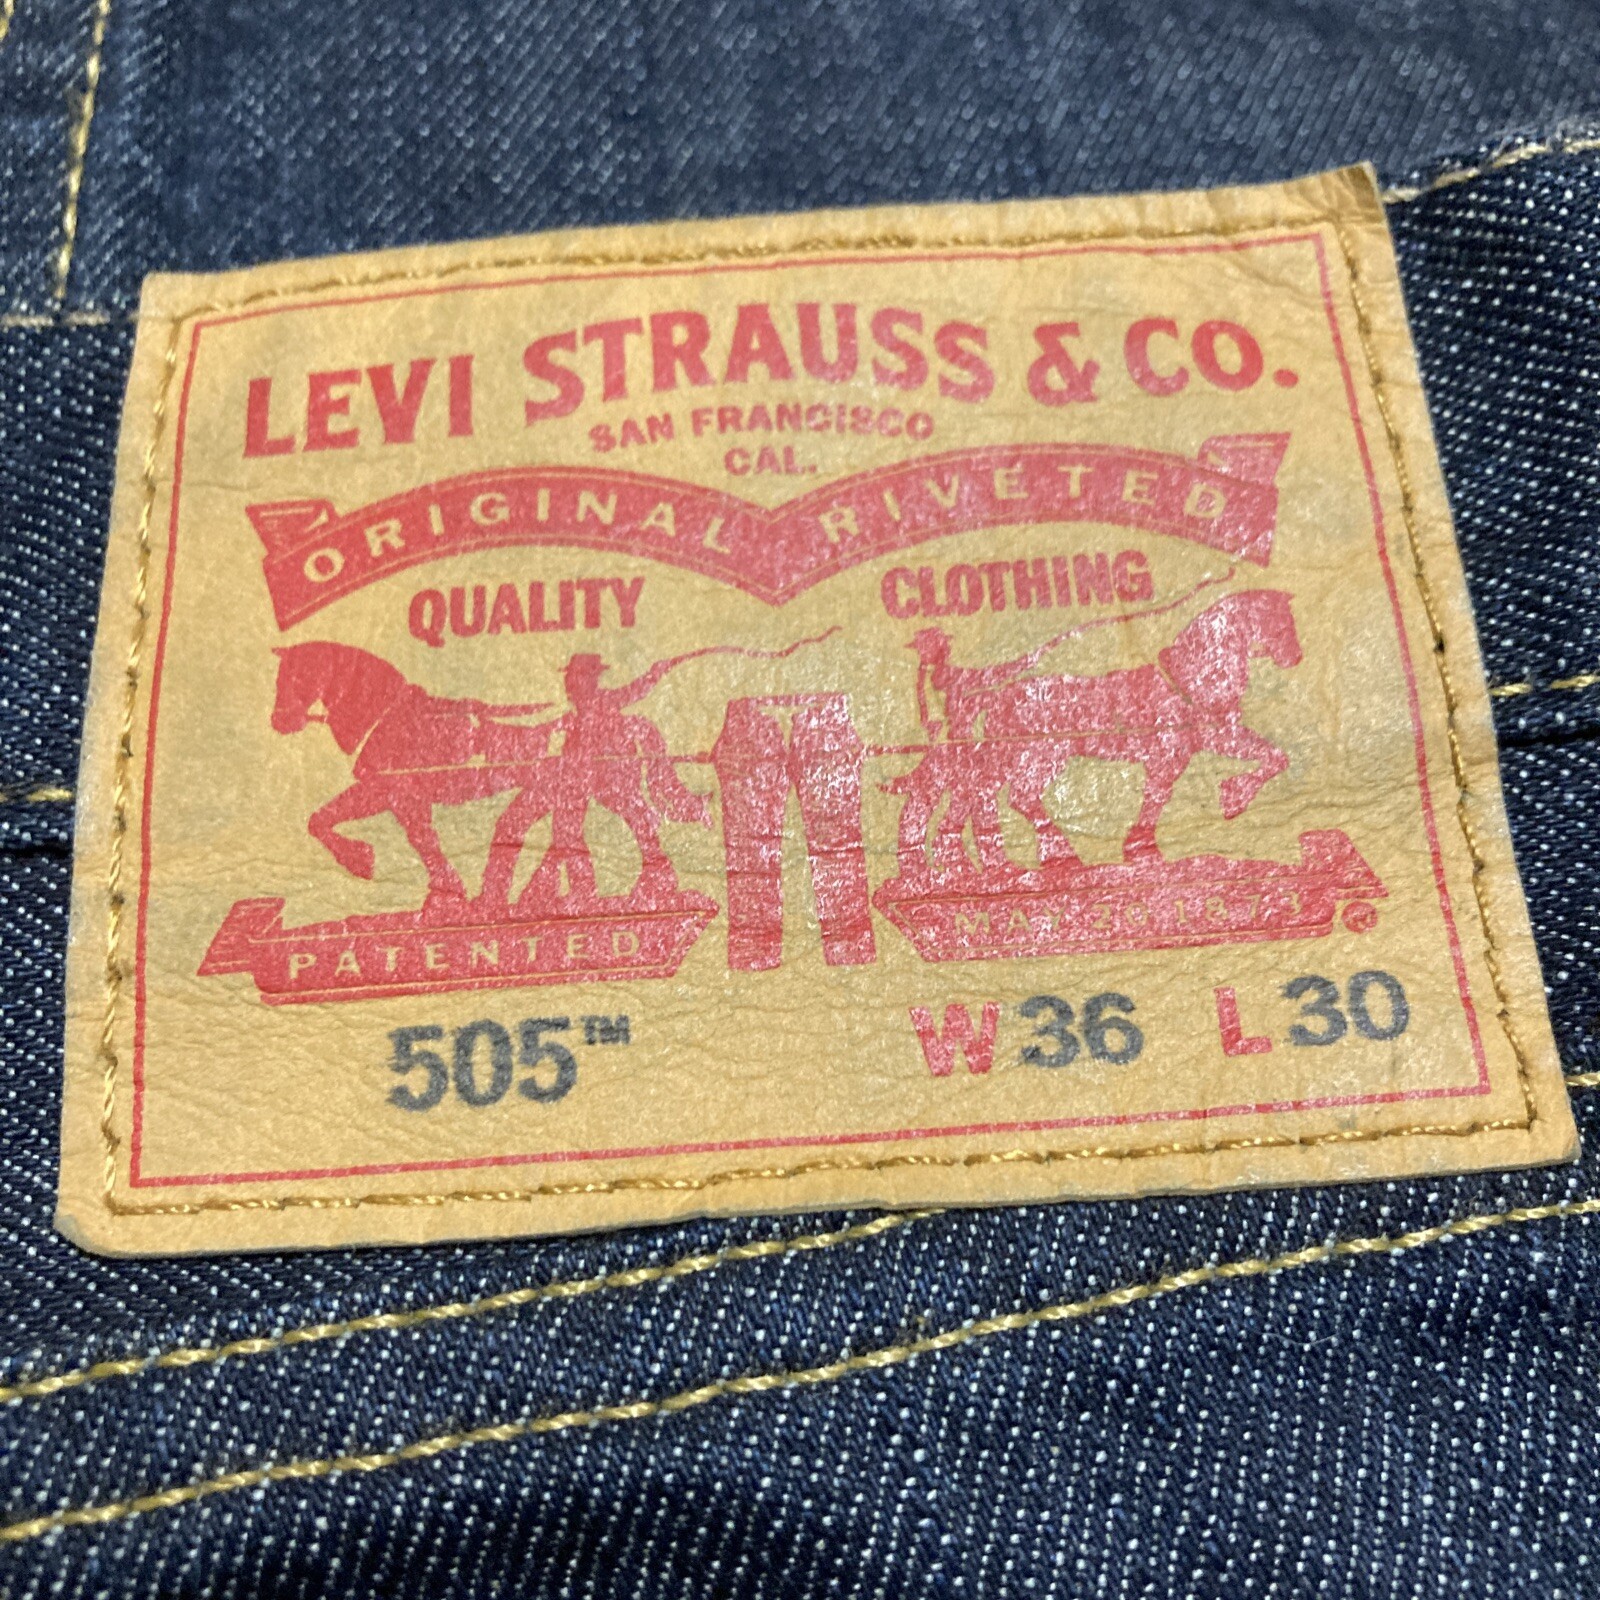 LEVI STRAUSS & CO.
SAN FRANCISCO
CAL.
ORIGINAL RIVETED
QUALITY CLOTHING
PATENTED MAY 20 1873
505™ W36 L30